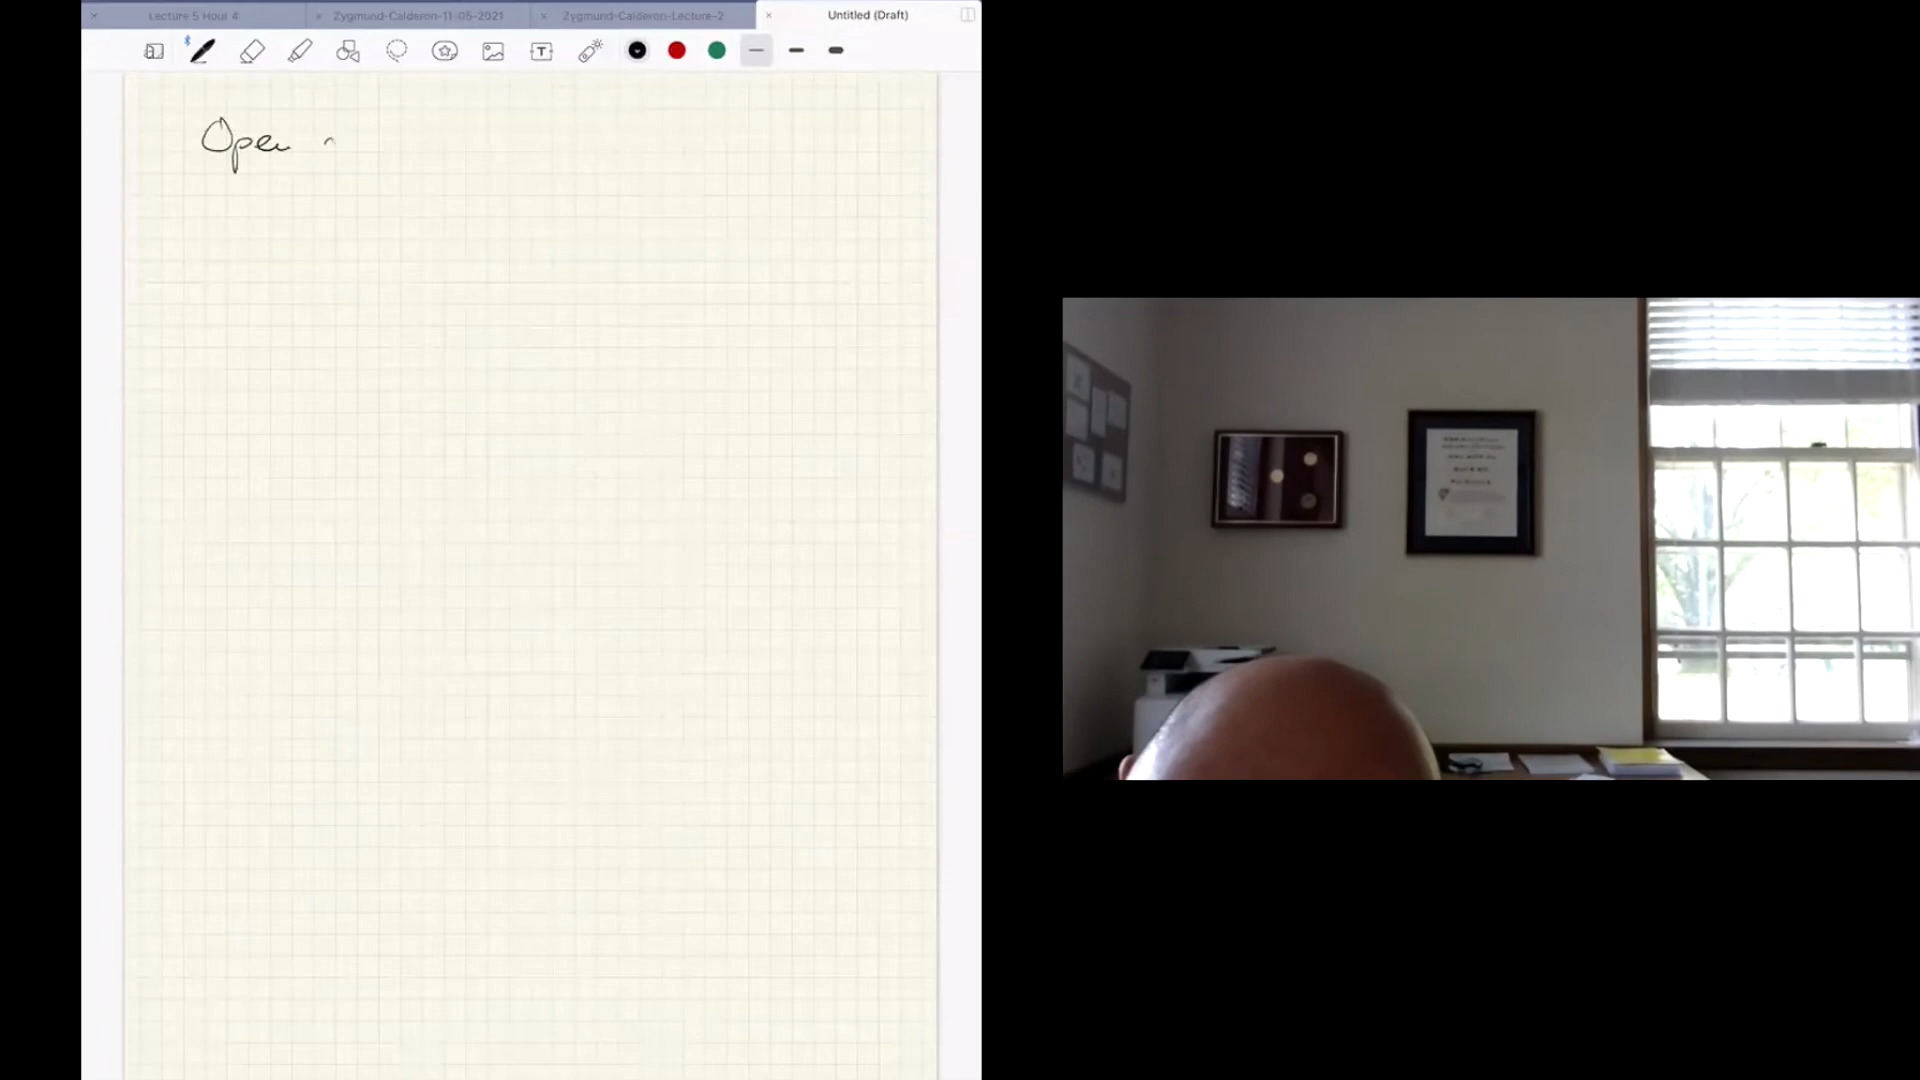 Lecture 5 Hour 4
Zygmund-Calderon-11-05-2021
Zygmund-Calderon-Lecture-2
Untitled (Draft)
T
Open